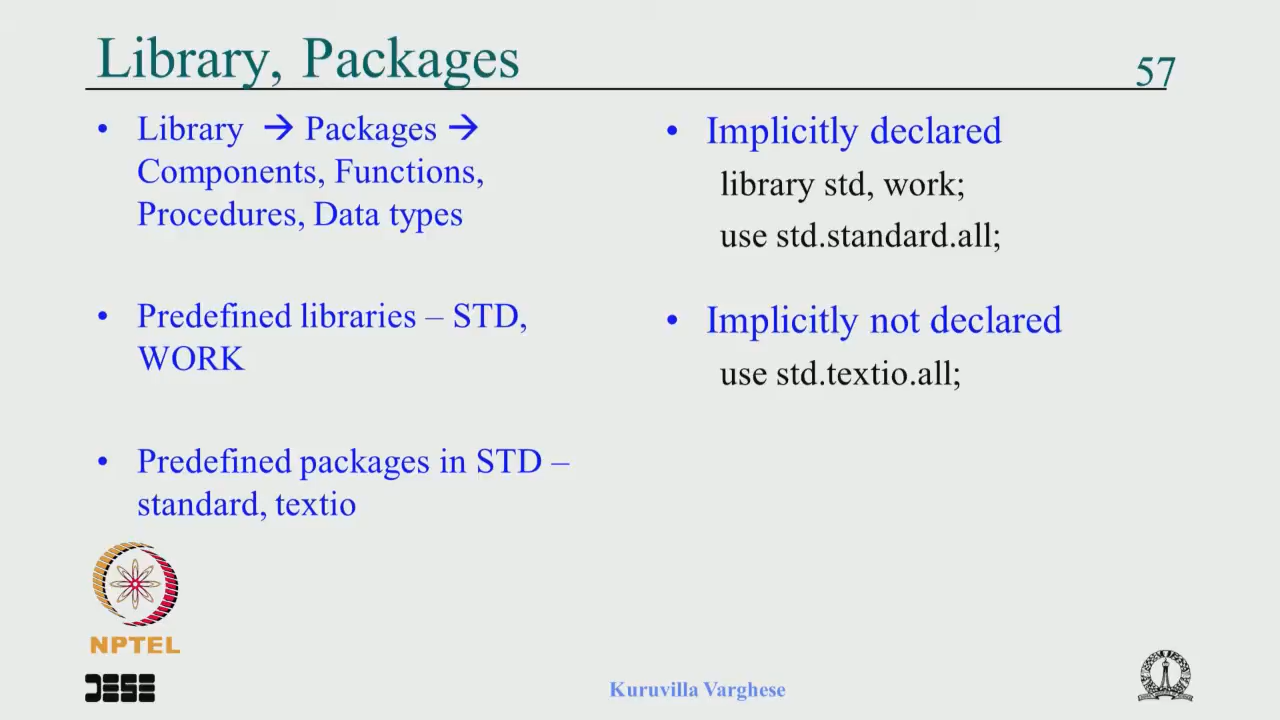 Library, Packages
57
• Library → Packages →
Components, Functions,
Procedures, Data types
• Predefined libraries – STD,
WORK
• Predefined packages in STD –
standard, textio
• Implicitly declared
library std, work;
use std.standard.all;
• Implicitly not declared
use std.textio.all;
NPTEL
Kuruvilla Varghese